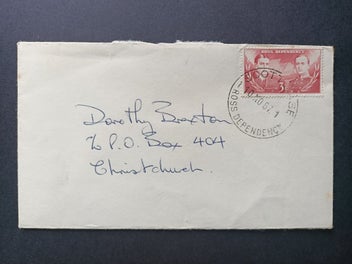 ROSS DEPENDENCY
3d
SCOTT BASE
ROSS DEPENDENCY
Dorothy Braxton
℅ P.O. Box 404
Christchurch.